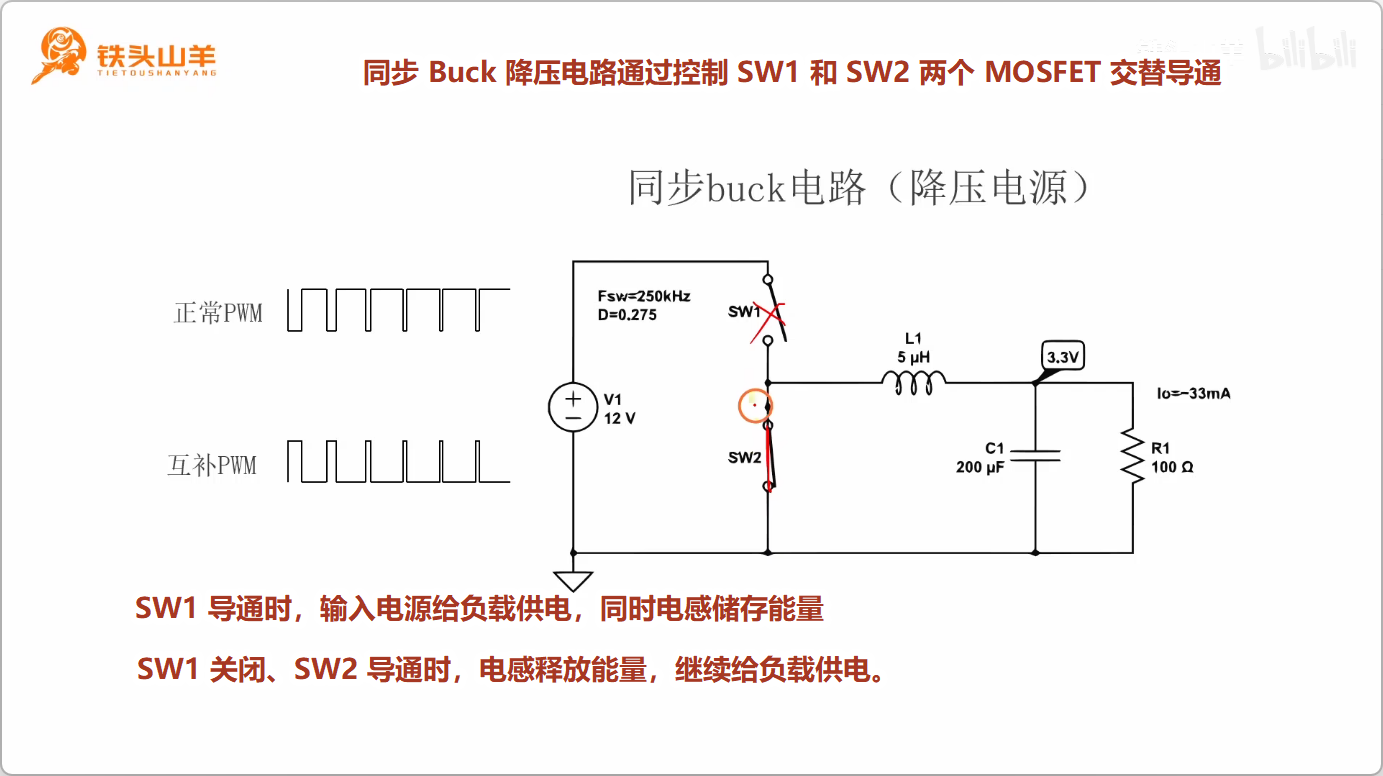 铁头山羊
TIETOUSHANYANG
bilibili
同步 Buck 降压电路通过控制 SW1 和 SW2 两个 MOSFET 交替导通
同步buck电路（降压电源）
正常PWM
Fsw=250kHz
D=0.275
SW1
L1
5 µH
3.3V
Io=~33mA
V1
12 V
互补PWM
SW2
C1
200 µF
R1
100 Ω
SW1 导通时，输入电源给负载供电，同时电感储存能量
SW1 关闭、SW2 导通时，电感释放能量，继续给负载供电。